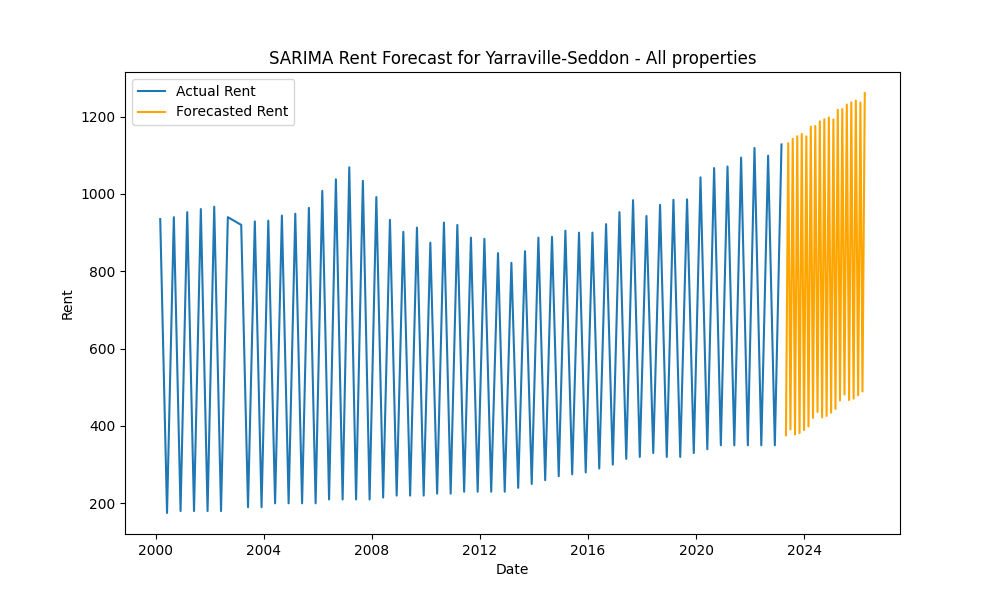 SARIMA Rent Forecast for Yarraville-Seddon - All properties
Actual Rent
Forecasted Rent
1200
1000
800
600
400
200
Rent
2000 2004 2008 2012 2016 2020 2024
Date